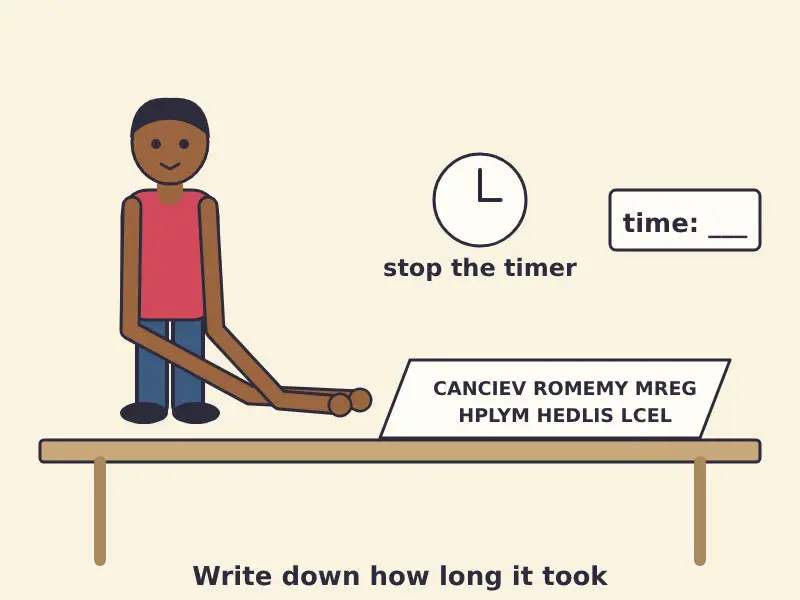 stop the timer
time: ___
CANCIEV ROMEMY MREG
HPLYM HEDLIS LCEL
Write down how long it took